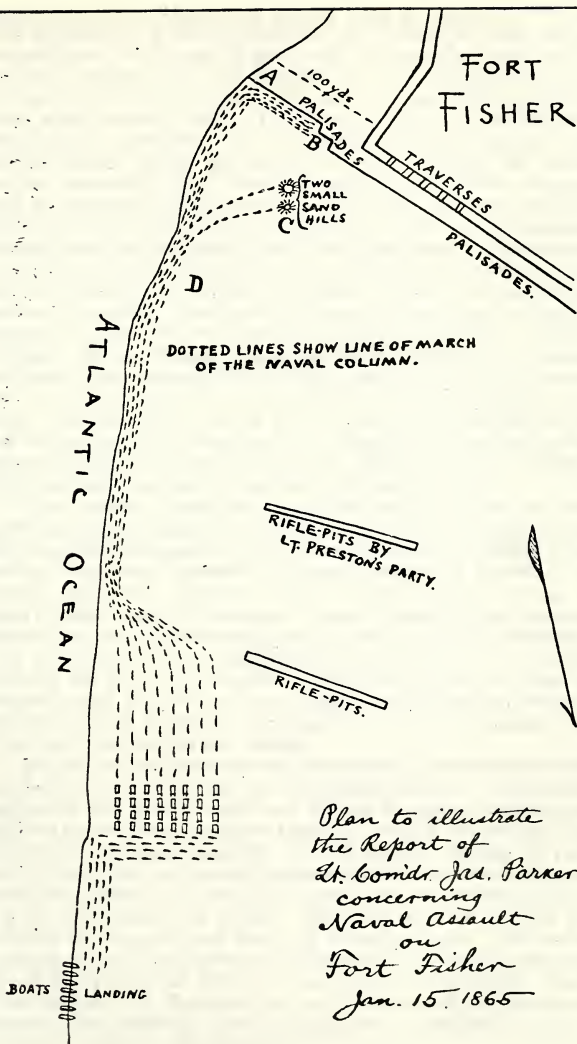 FORT
FISHER
100 yds
A
PALISADES
B
TRAVERSES
PALISADES.
TWO
SMALL
SAND
HILLS
C
D
DOTTED LINES SHOW LINE OF MARCH
OF THE NAVAL COLUMN.
ATLANTIC OCEAN
RIFLE-PITS BY
LT. PRESTON'S PARTY.
RIFLE-PITS.
Plan to illustrate
the Report of
Lt. Comdr. Jas. Parker
concerning
Naval Assault
on
Fort Fisher
Jan. 15. 1865
BOATS LANDING